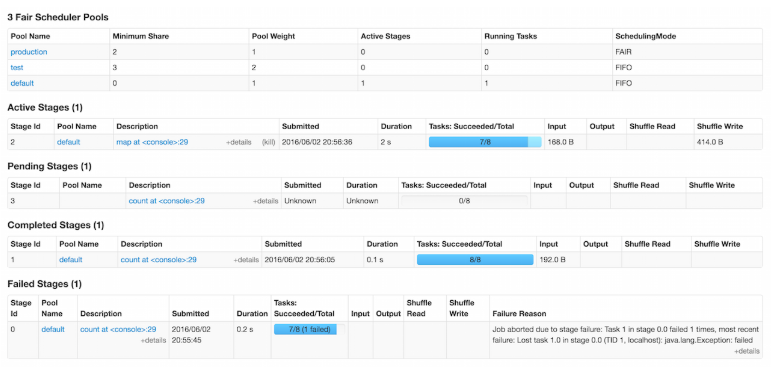 3 Fair Scheduler Pools
Pool Name Minimum Share Pool Weight Active Stages Running Tasks SchedulingMode
production 2 1 0 0 FAIR
test 3 2 0 0 FIFO
default 0 1 1 1 FIFO
Active Stages (1)
Stage Id Pool Name Description Submitted Duration Tasks: Succeeded/Total Input Output Shuffle Read Shuffle Write
2 default map at <console>:29 +details (kill) 2016/06/02 20:56:36 2 s 7/8 168.0 B 414.0 B
Pending Stages (1)
Stage Id Pool Name Description Submitted Duration Tasks: Succeeded/Total Input Output Shuffle Read Shuffle Write
3 count at <console>:29 +details Unknown Unknown 0/8
Completed Stages (1)
Stage Id Pool Name Description Submitted Duration Tasks: Succeeded/Total Input Output Shuffle Read Shuffle Write
1 default count at <console>:29 +details 2016/06/02 20:56:05 0.1 s 8/8 192.0 B
Failed Stages (1)
Stage Pool Tasks: Shuffle Shuffle
Id Name Description Submitted Duration Succeeded/Total Input Output Read Write Failure Reason
0 default count at <console>:29 2016/06/02 0.2 s 7/8 (1 failed) Job aborted due to stage failure: Task 1 in stage 0.0 failed 1 times, most recent
+details 20:55:45 failure: Lost task 1.0 in stage 0.0 (TID 1, localhost): java.lang.Exception: failed
+details